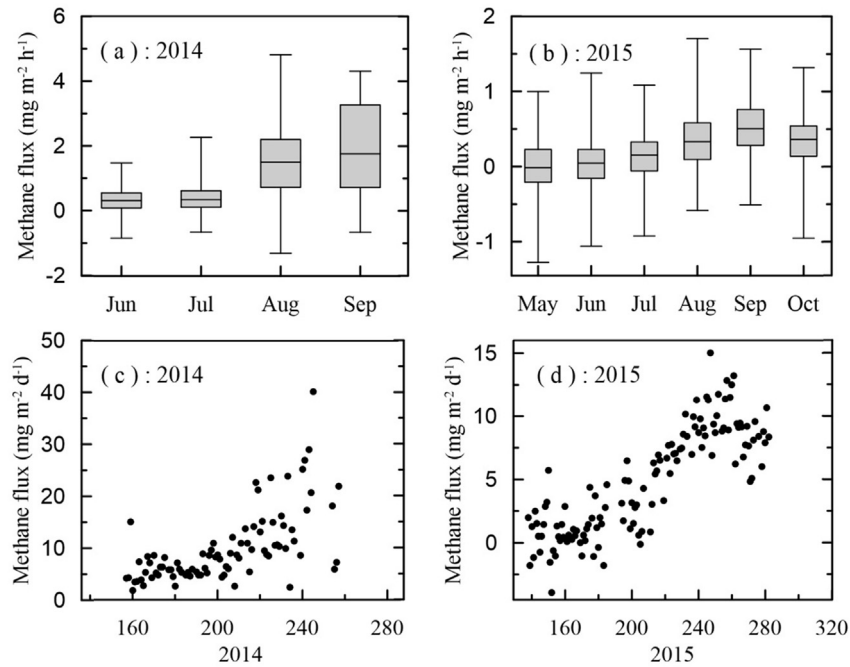 ( a ) : 2014
Methane flux (mg m⁻² h⁻¹)
6
4
2
0
-2
Jun Jul Aug Sep
( b ) : 2015
Methane flux (mg m⁻² h⁻¹)
2
1
0
-1
May Jun Jul Aug Sep Oct
( c ) : 2014
Methane flux (mg m⁻² d⁻¹)
50
40
30
20
10
0
160 200 240 280
2014
( d ) : 2015
Methane flux (mg m⁻² d⁻¹)
15
10
5
0
120 160 200 240 280 320
2015